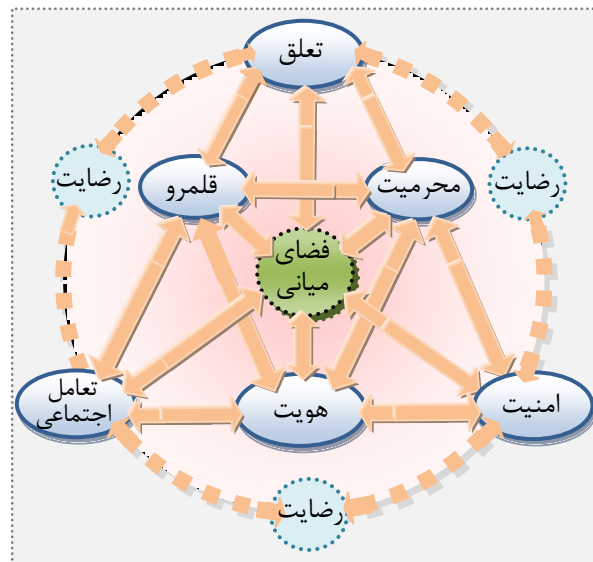 تعلق
رضایت
قلمرو
محرمیت
رضایت
فضای
میانی
تعامل
اجتماعی
هویت
امنیت
رضایت